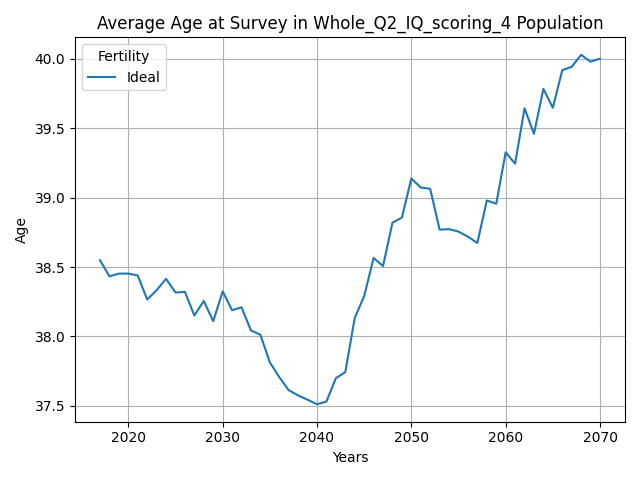 Average Age at Survey in Whole_Q2_IQ_scoring_4 Population
Fertility
Ideal
40.0
39.5
39.0
38.5
38.0
37.5
Age
2020 2030 2040 2050 2060 2070
Years